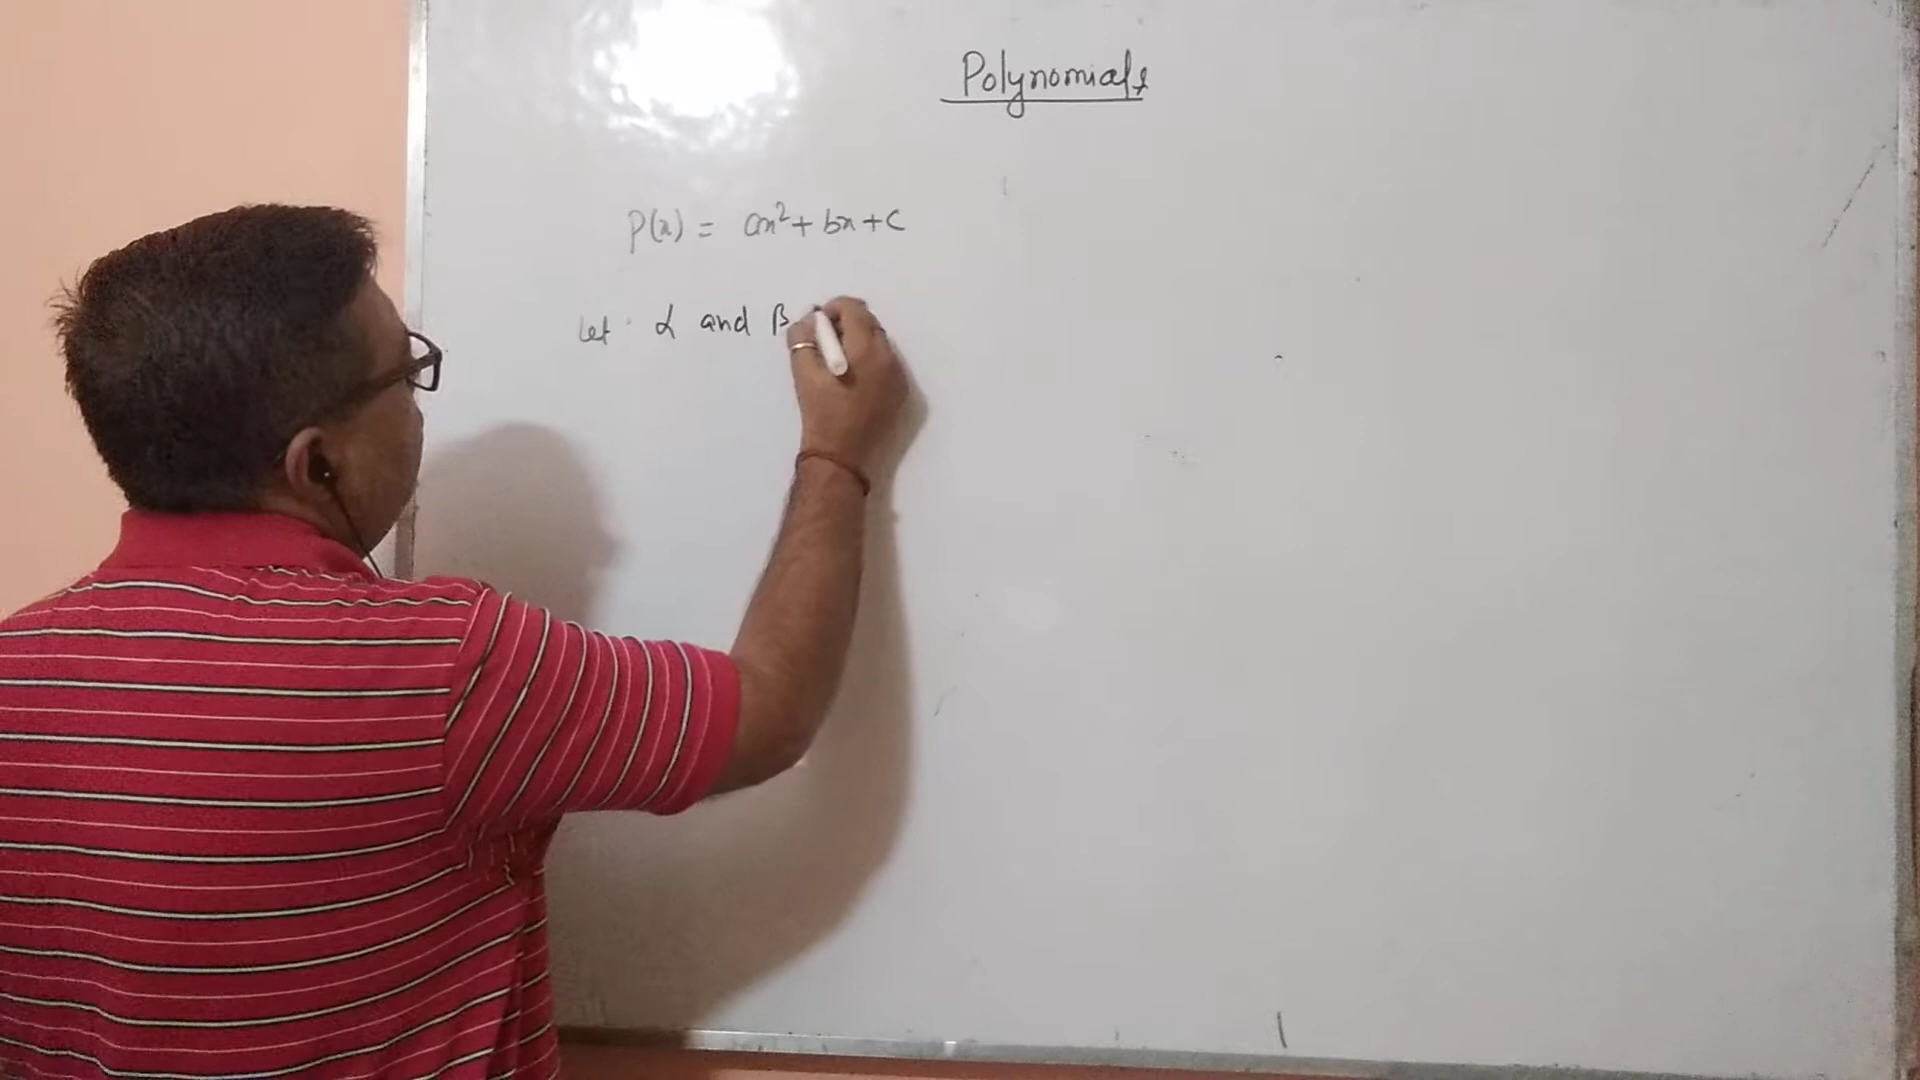 Polynomials
P(x) = ax²+ bx+c
Let α and β